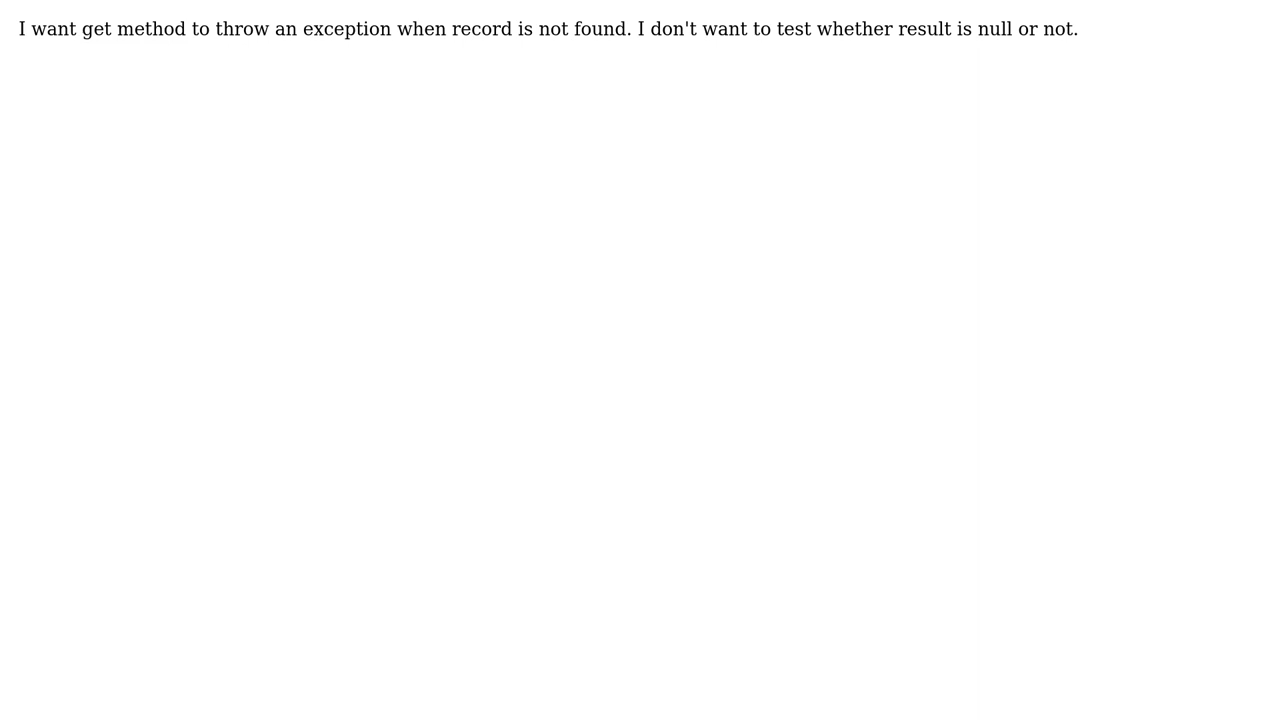 I want get method to throw an exception when record is not found. I don't want to test whether result is null or not.